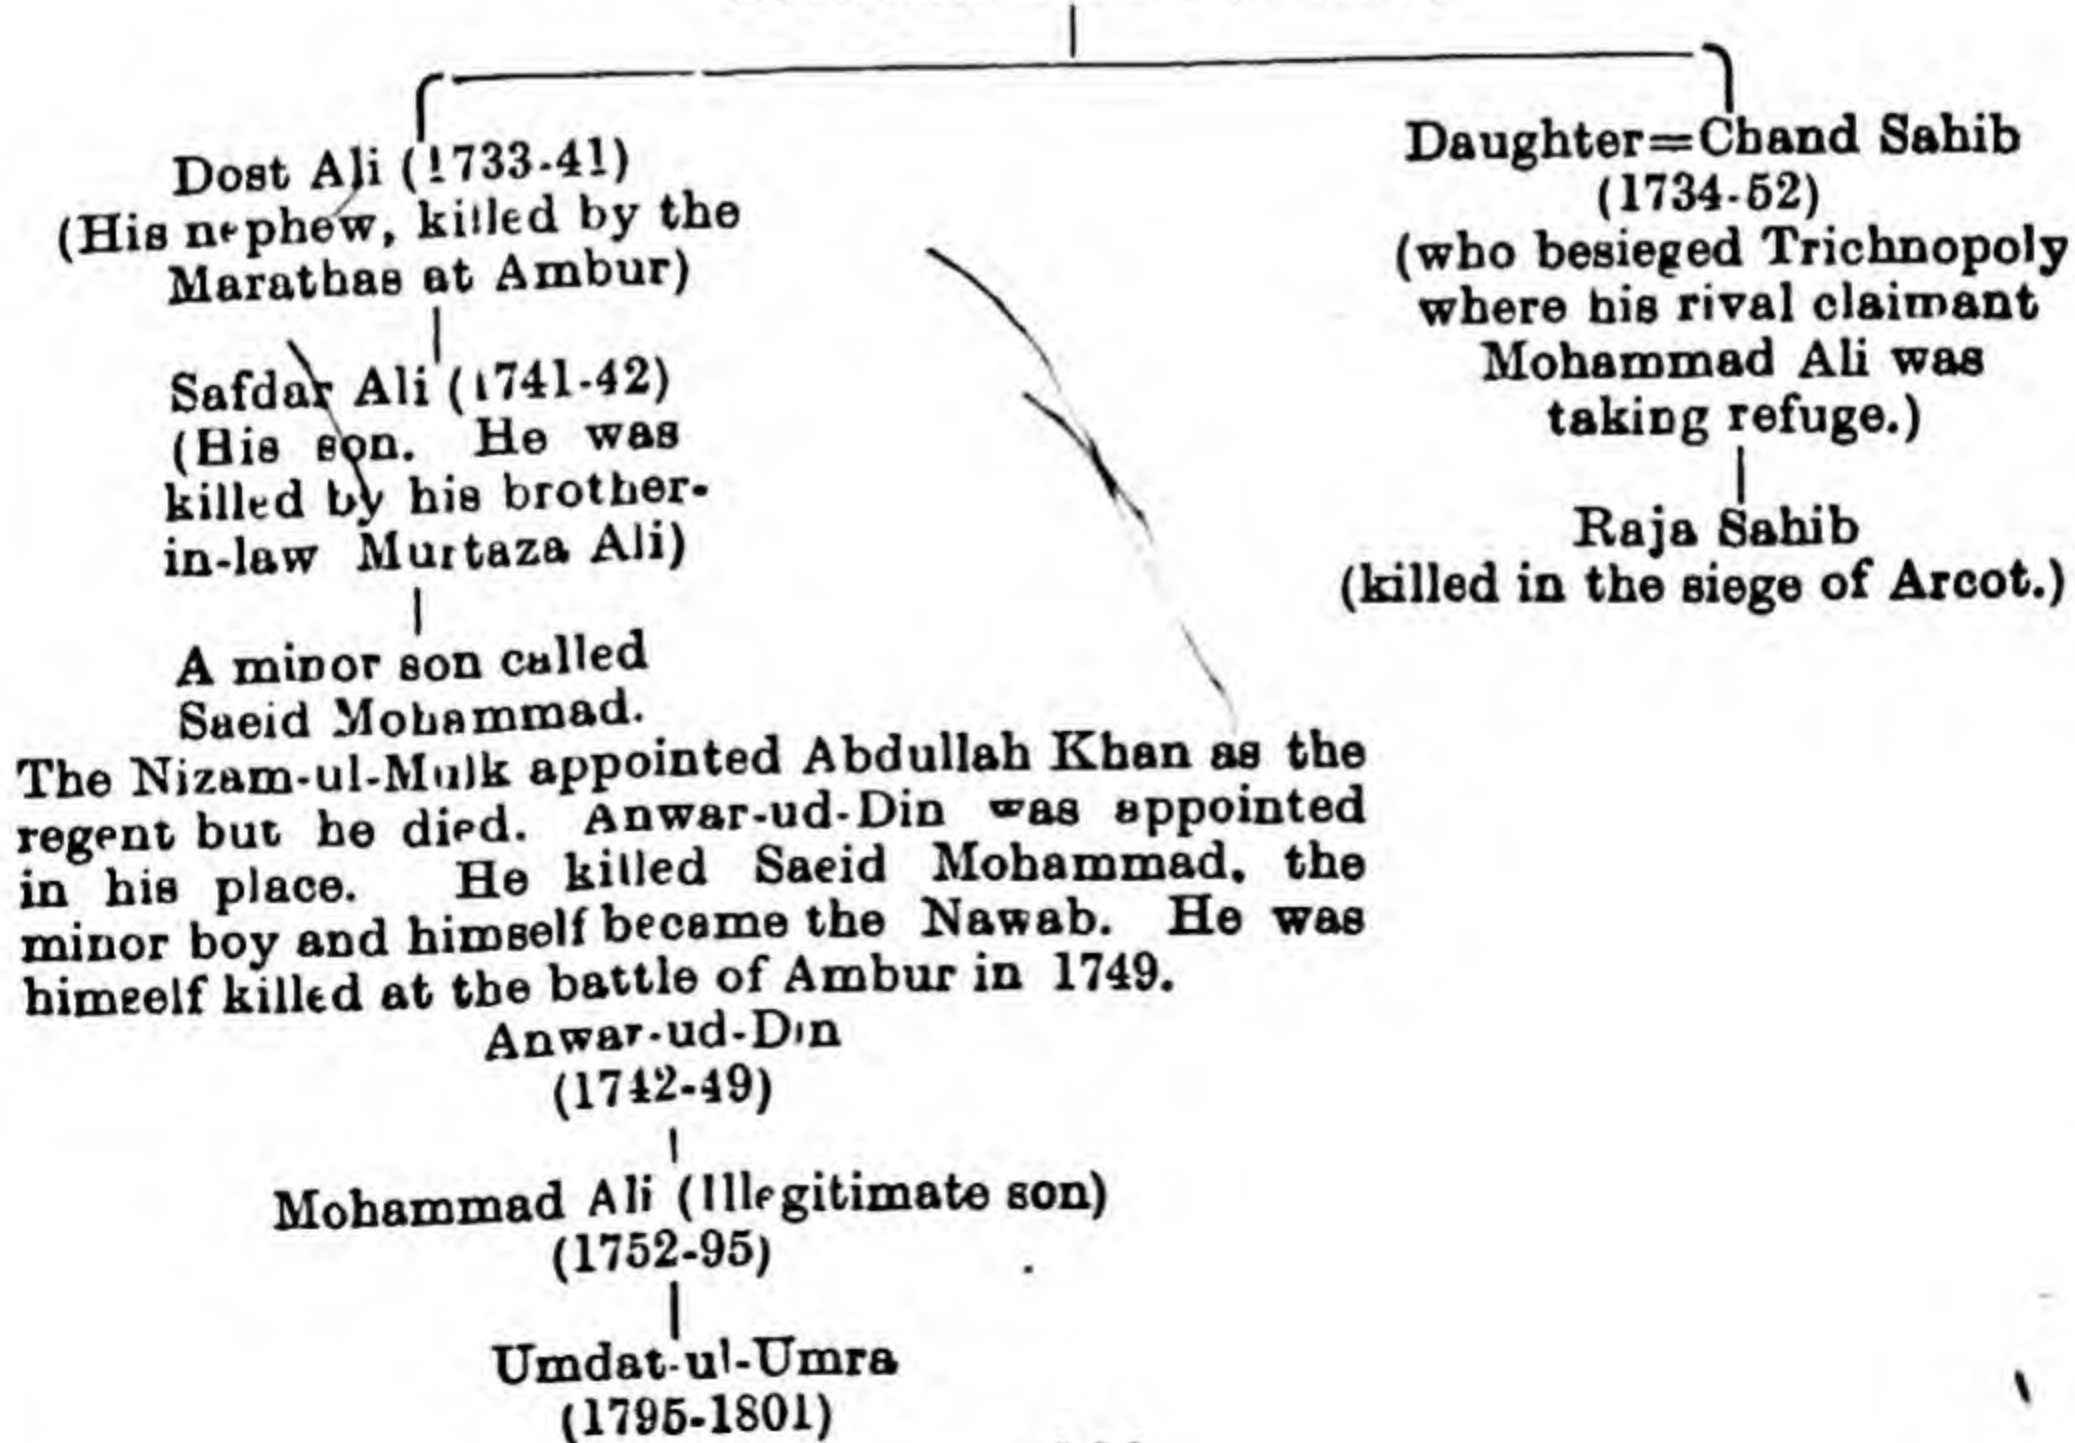 Dost Ali (1733-41)
(His nephew, killed by the
Marathas at Ambur)
Safdar Ali (1741-42)
(His son. He was
killed by his brother-
in-law Murtaza Ali)
A minor son called
Saeid Mohammad.
Daughter=Chand Sahib
(1734-52)
(who besieged Trichnopoly
where his rival claimant
Mohammad Ali was
taking refuge.)
Raja Sahib
(killed in the siege of Arcot.)
The Nizam-ul-Mulk appointed Abdullah Khan as the
regent but he died. Anwar-ud-Din was appointed
in his place. He killed Saeid Mohammad, the
minor boy and himself became the Nawab. He was
himself killed at the battle of Ambur in 1749.
Anwar-ud-Din
(1742-49)
Mohammad Ali (Illegitimate son)
(1752-95)
Umdat-ul-Umra
(1795-1801)